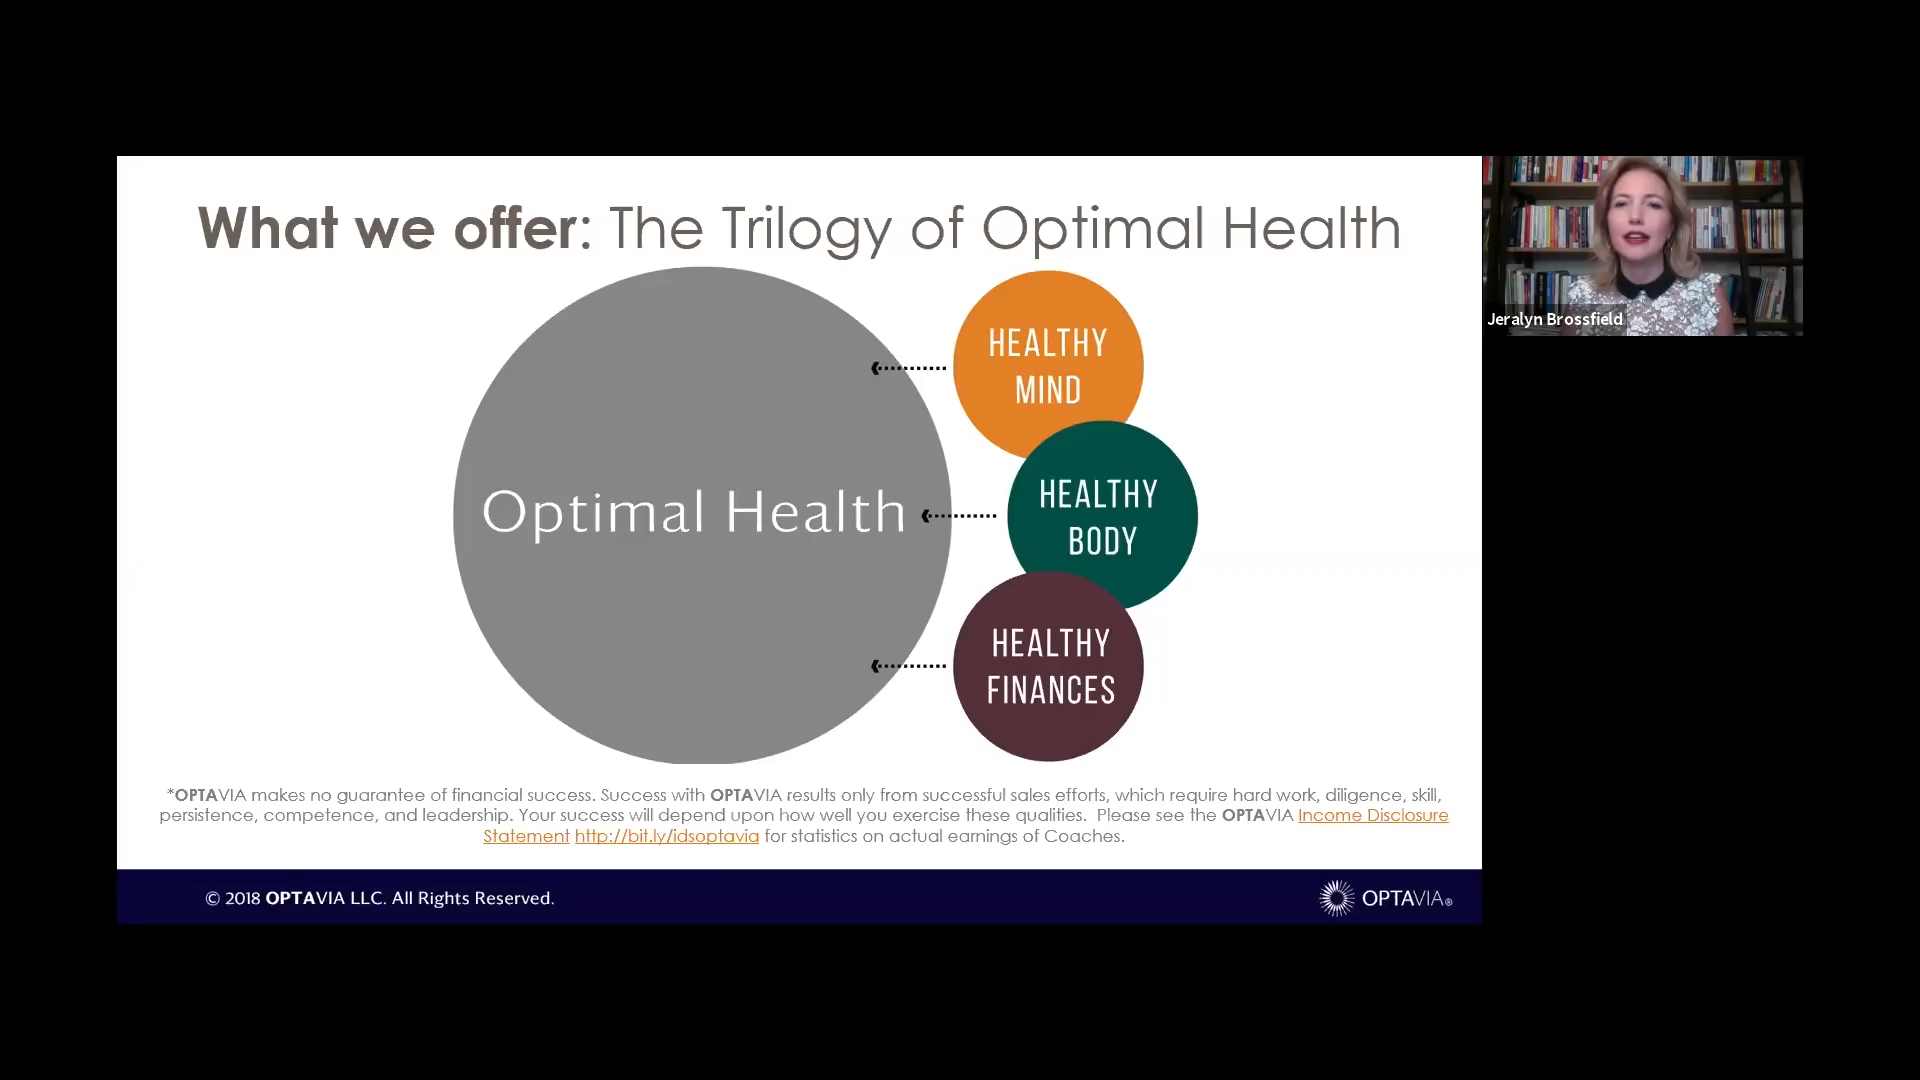 What we offer: The Trilogy of Optimal Health
Optimal Health
HEALTHY
MIND
HEALTHY
BODY
HEALTHY
FINANCES
*OPTAVIA makes no guarantee of financial success. Success with OPTAVIA results only from successful sales efforts, which require hard work, diligence, skill,
persistence, competence, and leadership. Your success will depend upon how well you exercise these qualities.  Please see the OPTAVIA Income Disclosure
Statement http://bit.ly/idsoptavia for statistics on actual earnings of Coaches.
© 2018 OPTAVIA LLC. All Rights Reserved.
OPTAVIA®
Jeralyn Brossfield